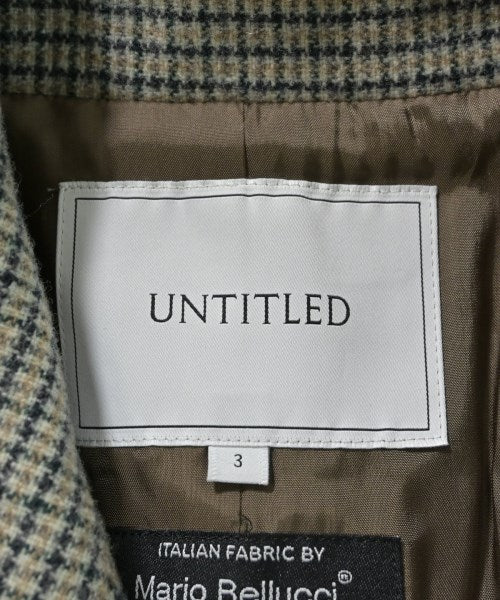 UNTITLED
3
ITALIAN FABRIC BY
Mario Bellucci®